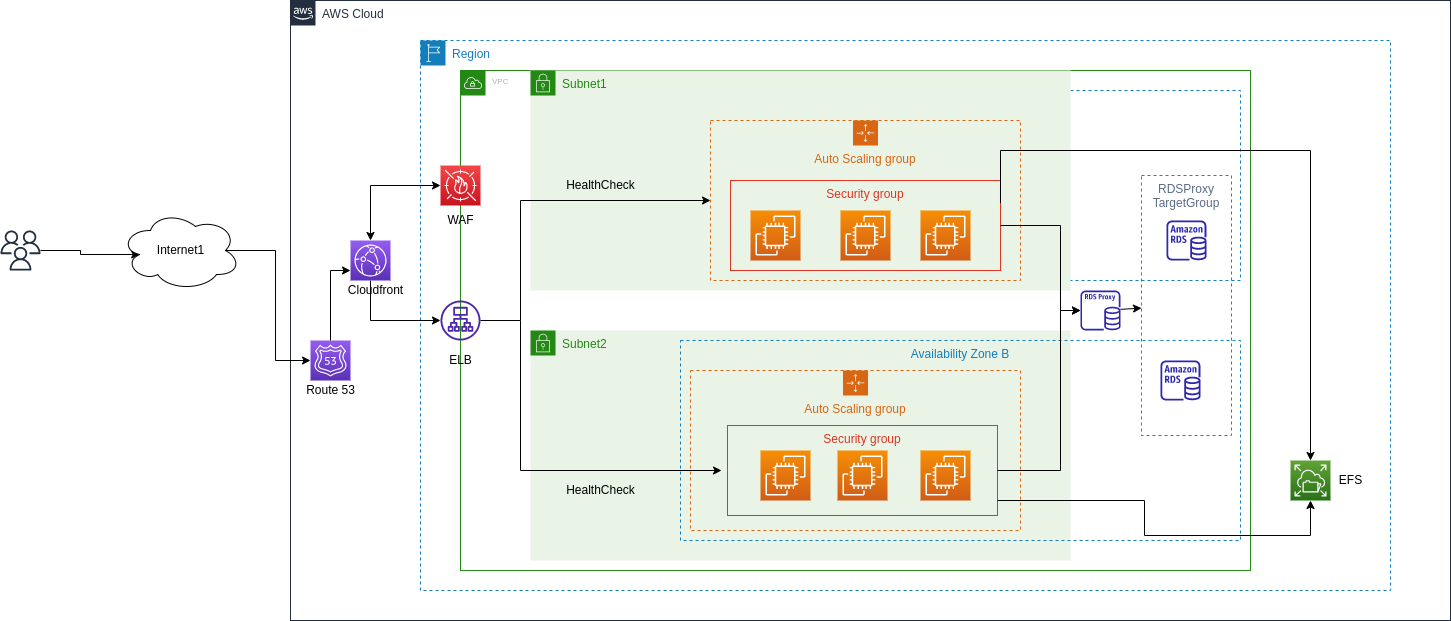 aws
AWS Cloud
Region
VPC
Subnet1
Auto Scaling group
Security group
HealthCheck
WAF
RDSProxy
TargetGroup
Amazon
RDS
Internet1
Cloudfront
RDS Proxy
ELB
Subnet2
Availability Zone B
53
Route 53
Amazon
RDS
Auto Scaling group
Security group
HealthCheck
EFS